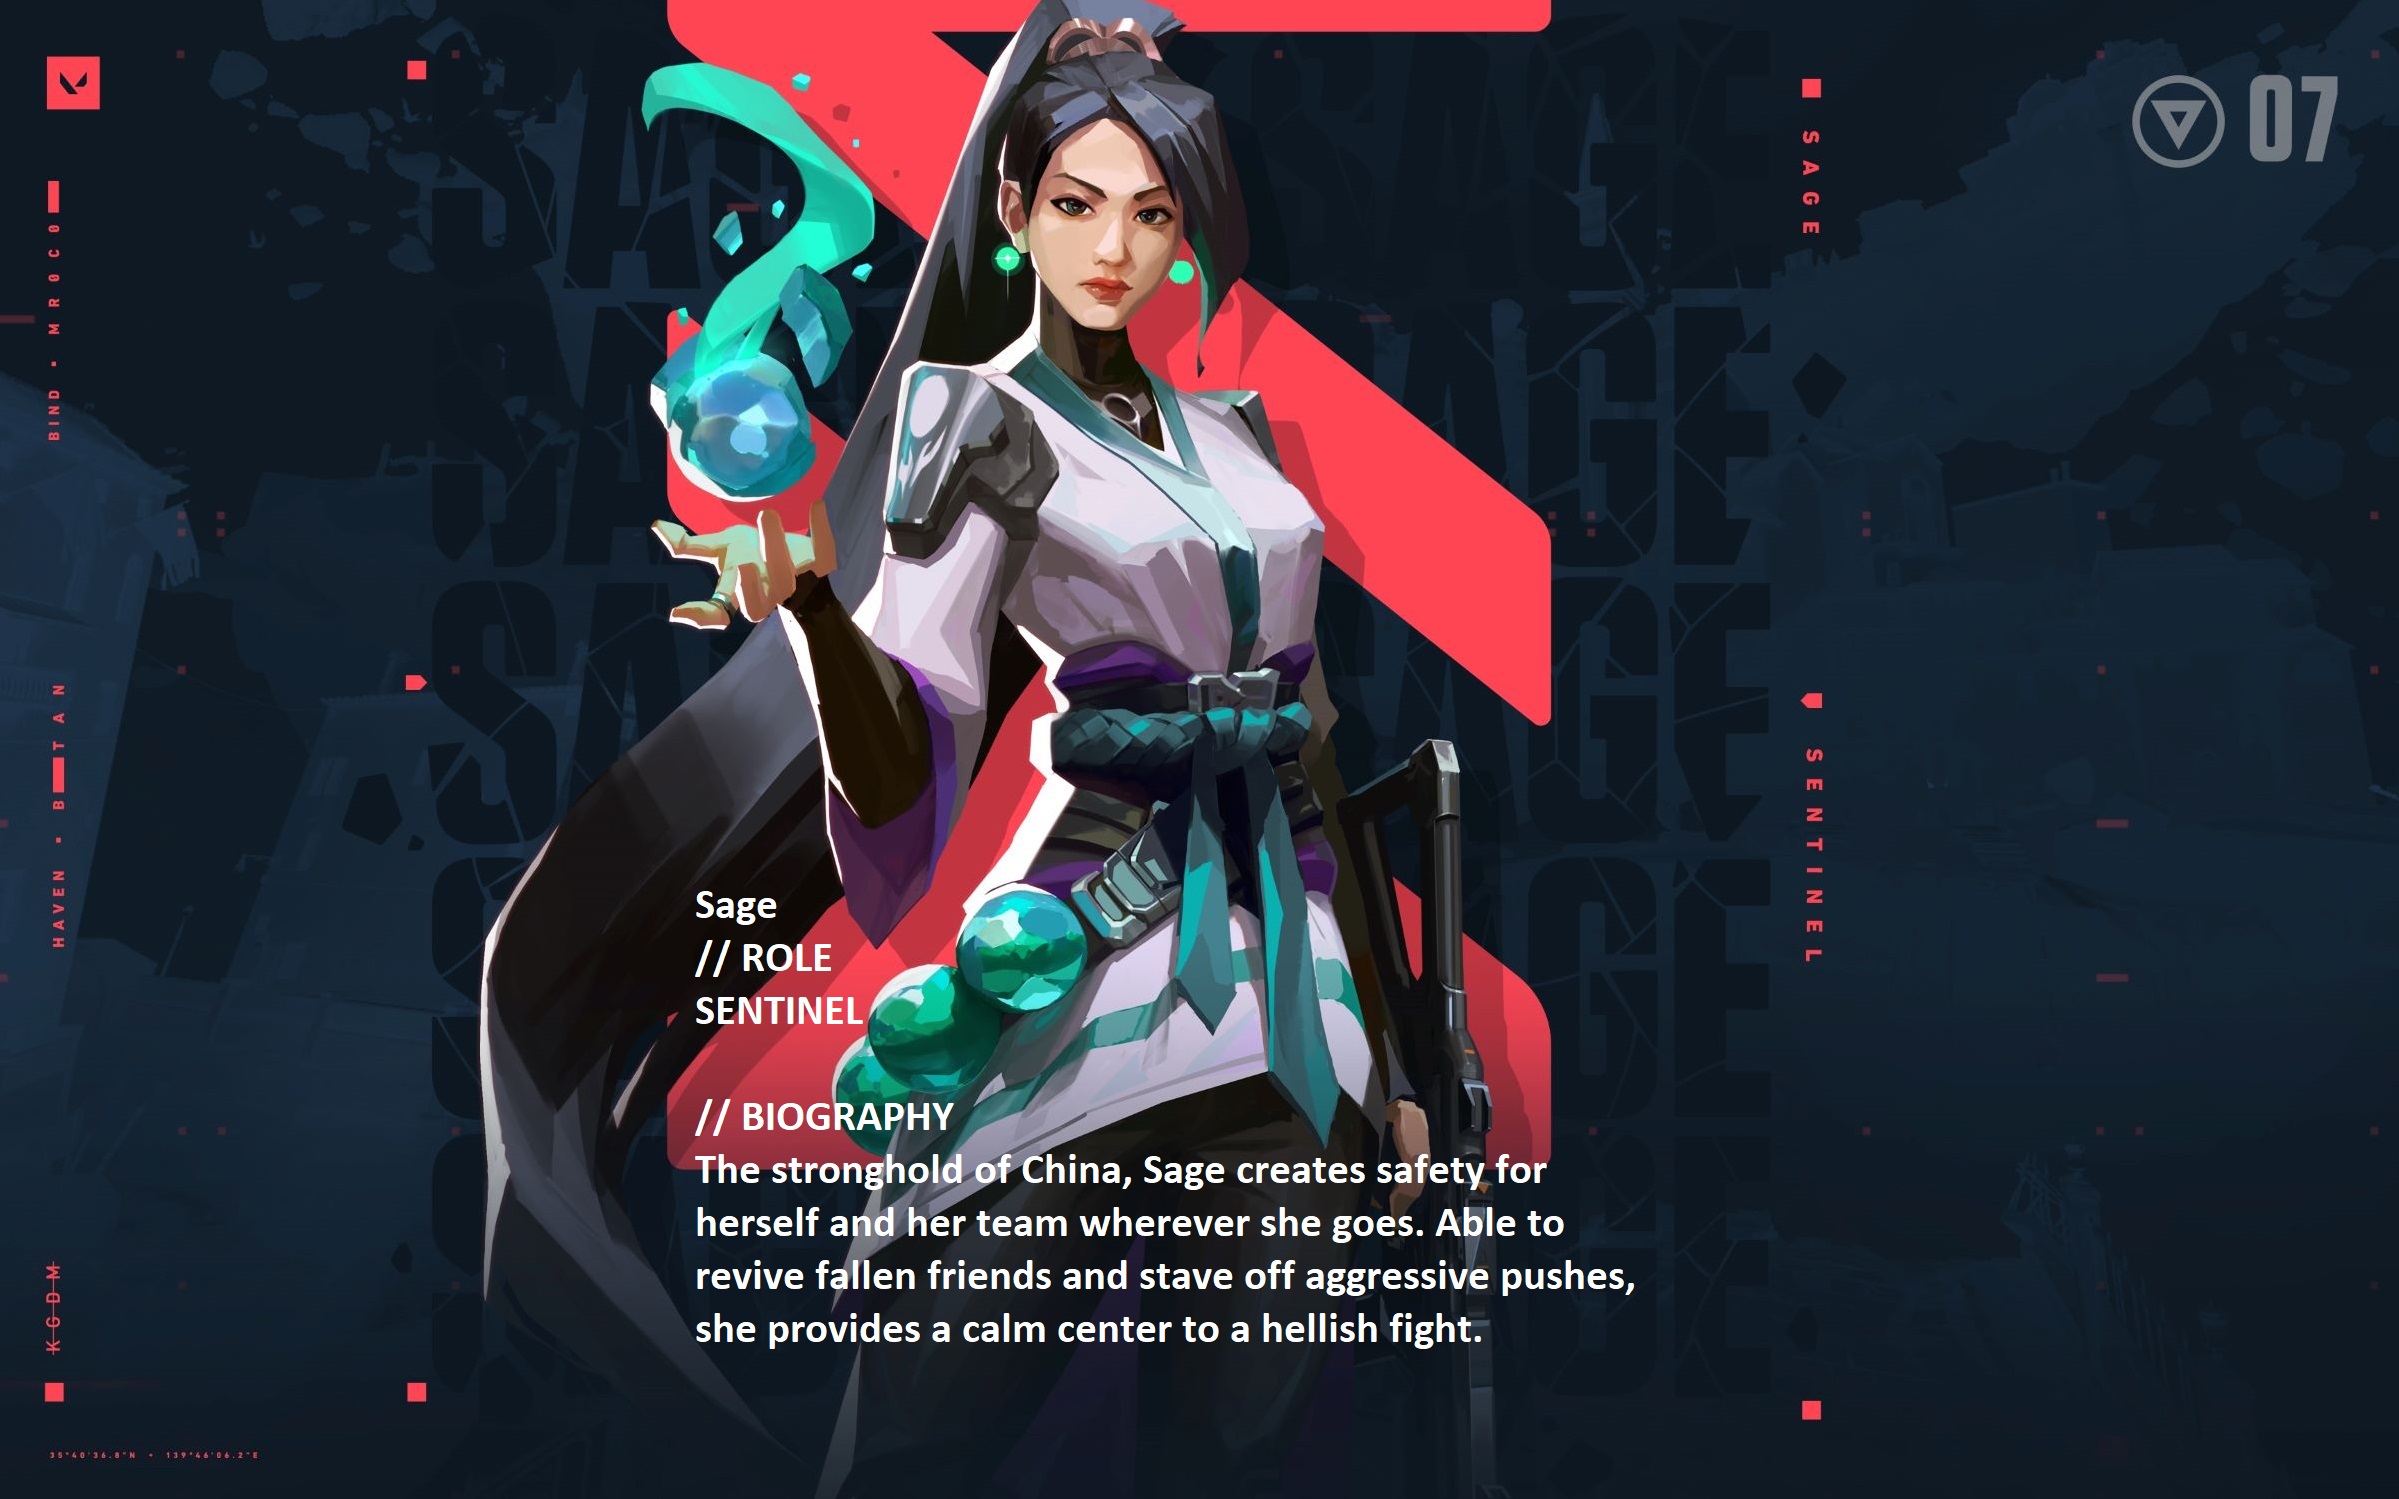 07
SAGE
SENTINEL
BIND · MR0C0
HAVEN · B TAN
KGDM
Sage
// ROLE
SENTINEL
// BIOGRAPHY
The stronghold of China, Sage creates safety for
herself and her team wherever she goes. Able to
revive fallen friends and stave off aggressive pushes,
she provides a calm center to a hellish fight.
35°40'36.8"N · 139°46'06.2"E